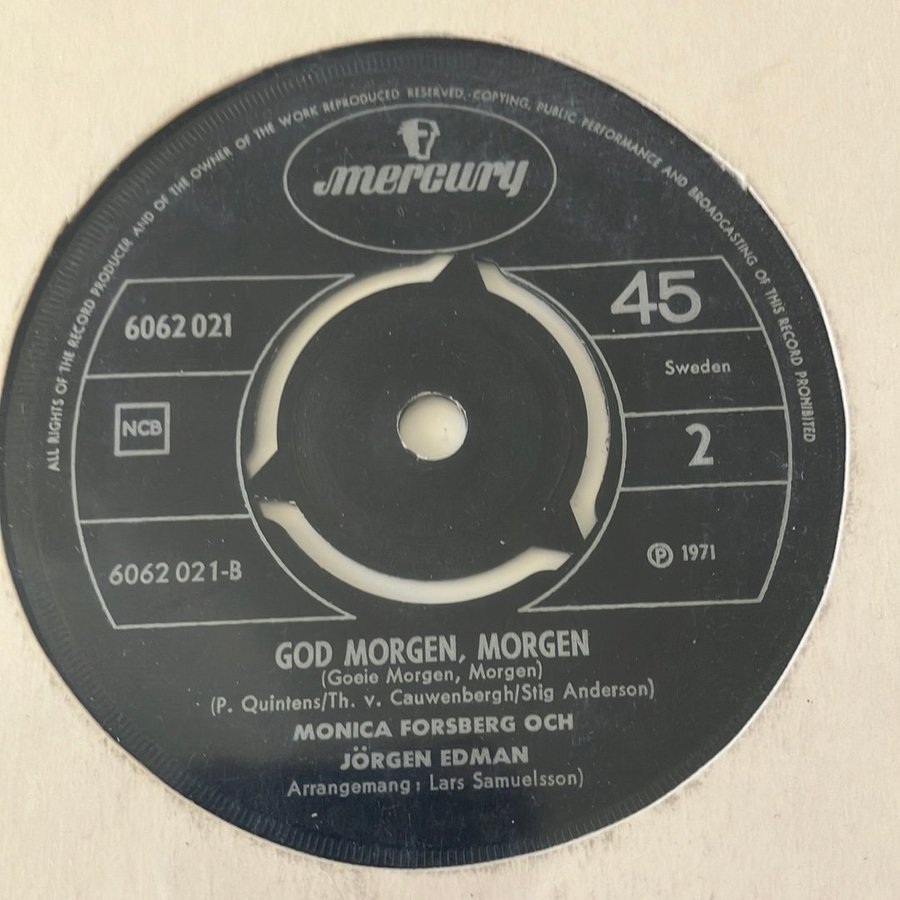 ALL RIGHTS OF THE RECORD PRODUCER AND OF THE OWNER OF THE WORK REPRODUCED RESERVED. COPYING, PUBLIC PERFORMANCE AND BROADCASTING OF THIS RECORD PROHIBITED
mercury
6062 021
45
Sweden
NCB
2
6062 021-B
℗ 1971
GOD MORGEN, MORGEN
(Goeie Morgen, Morgen)
(P. Quintens/Th. v. Cauwenbergh/Stig Anderson)
MONICA FORSBERG OCH
JÖRGEN EDMAN
Arrangemang: Lars Samuelsson)